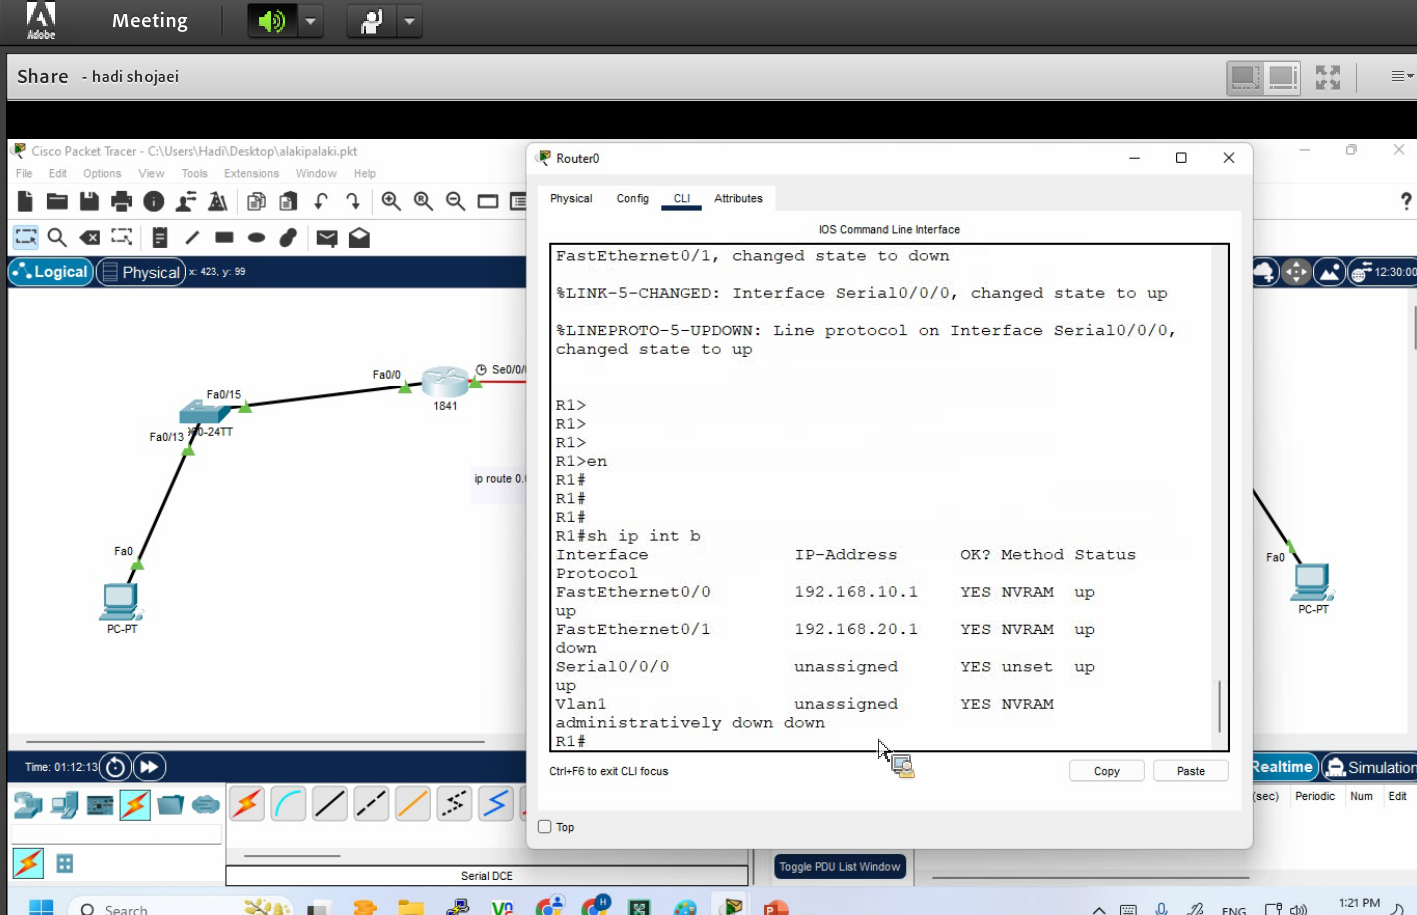 Adobe
Meeting
Share - hadi shojaei
Cisco Packet Tracer - C:\Users\Hadi\Desktop\alakipalaki.pkt
File Edit Options View Tools Extensions Window Help
Logical
Physical
x: 423, y: 99
12:30:00
Fa0/15
Fa0/0
Se0/0/
1841
Fa0/13
00-24TT
ip route 0.
Fa0
PC-PT
Fa0
PC-PT
Router0
Physical Config CLI Attributes
IOS Command Line Interface
FastEthernet0/1, changed state to down
%LINK-5-CHANGED: Interface Serial0/0/0, changed state to up
%LINEPROTO-5-UPDOWN: Line protocol on Interface Serial0/0/0,
changed state to up
R1>
R1>
R1>
R1>en
R1#
R1#
R1#
R1#sh ip int b
Interface IP-Address OK? Method Status
Protocol
FastEthernet0/0 192.168.10.1 YES NVRAM up
up
FastEthernet0/1 192.168.20.1 YES NVRAM up
down
Serial0/0/0 unassigned YES unset up
up
Vlan1 unassigned YES NVRAM
administratively down down
R1#
Ctrl+F6 to exit CLI focus
Copy
Paste
Top
Time: 01:12:13
Realtime
Simulation
(sec) Periodic Num Edit
Toggle PDU List Window
Serial DCE
Search
ENG
1:21 PM